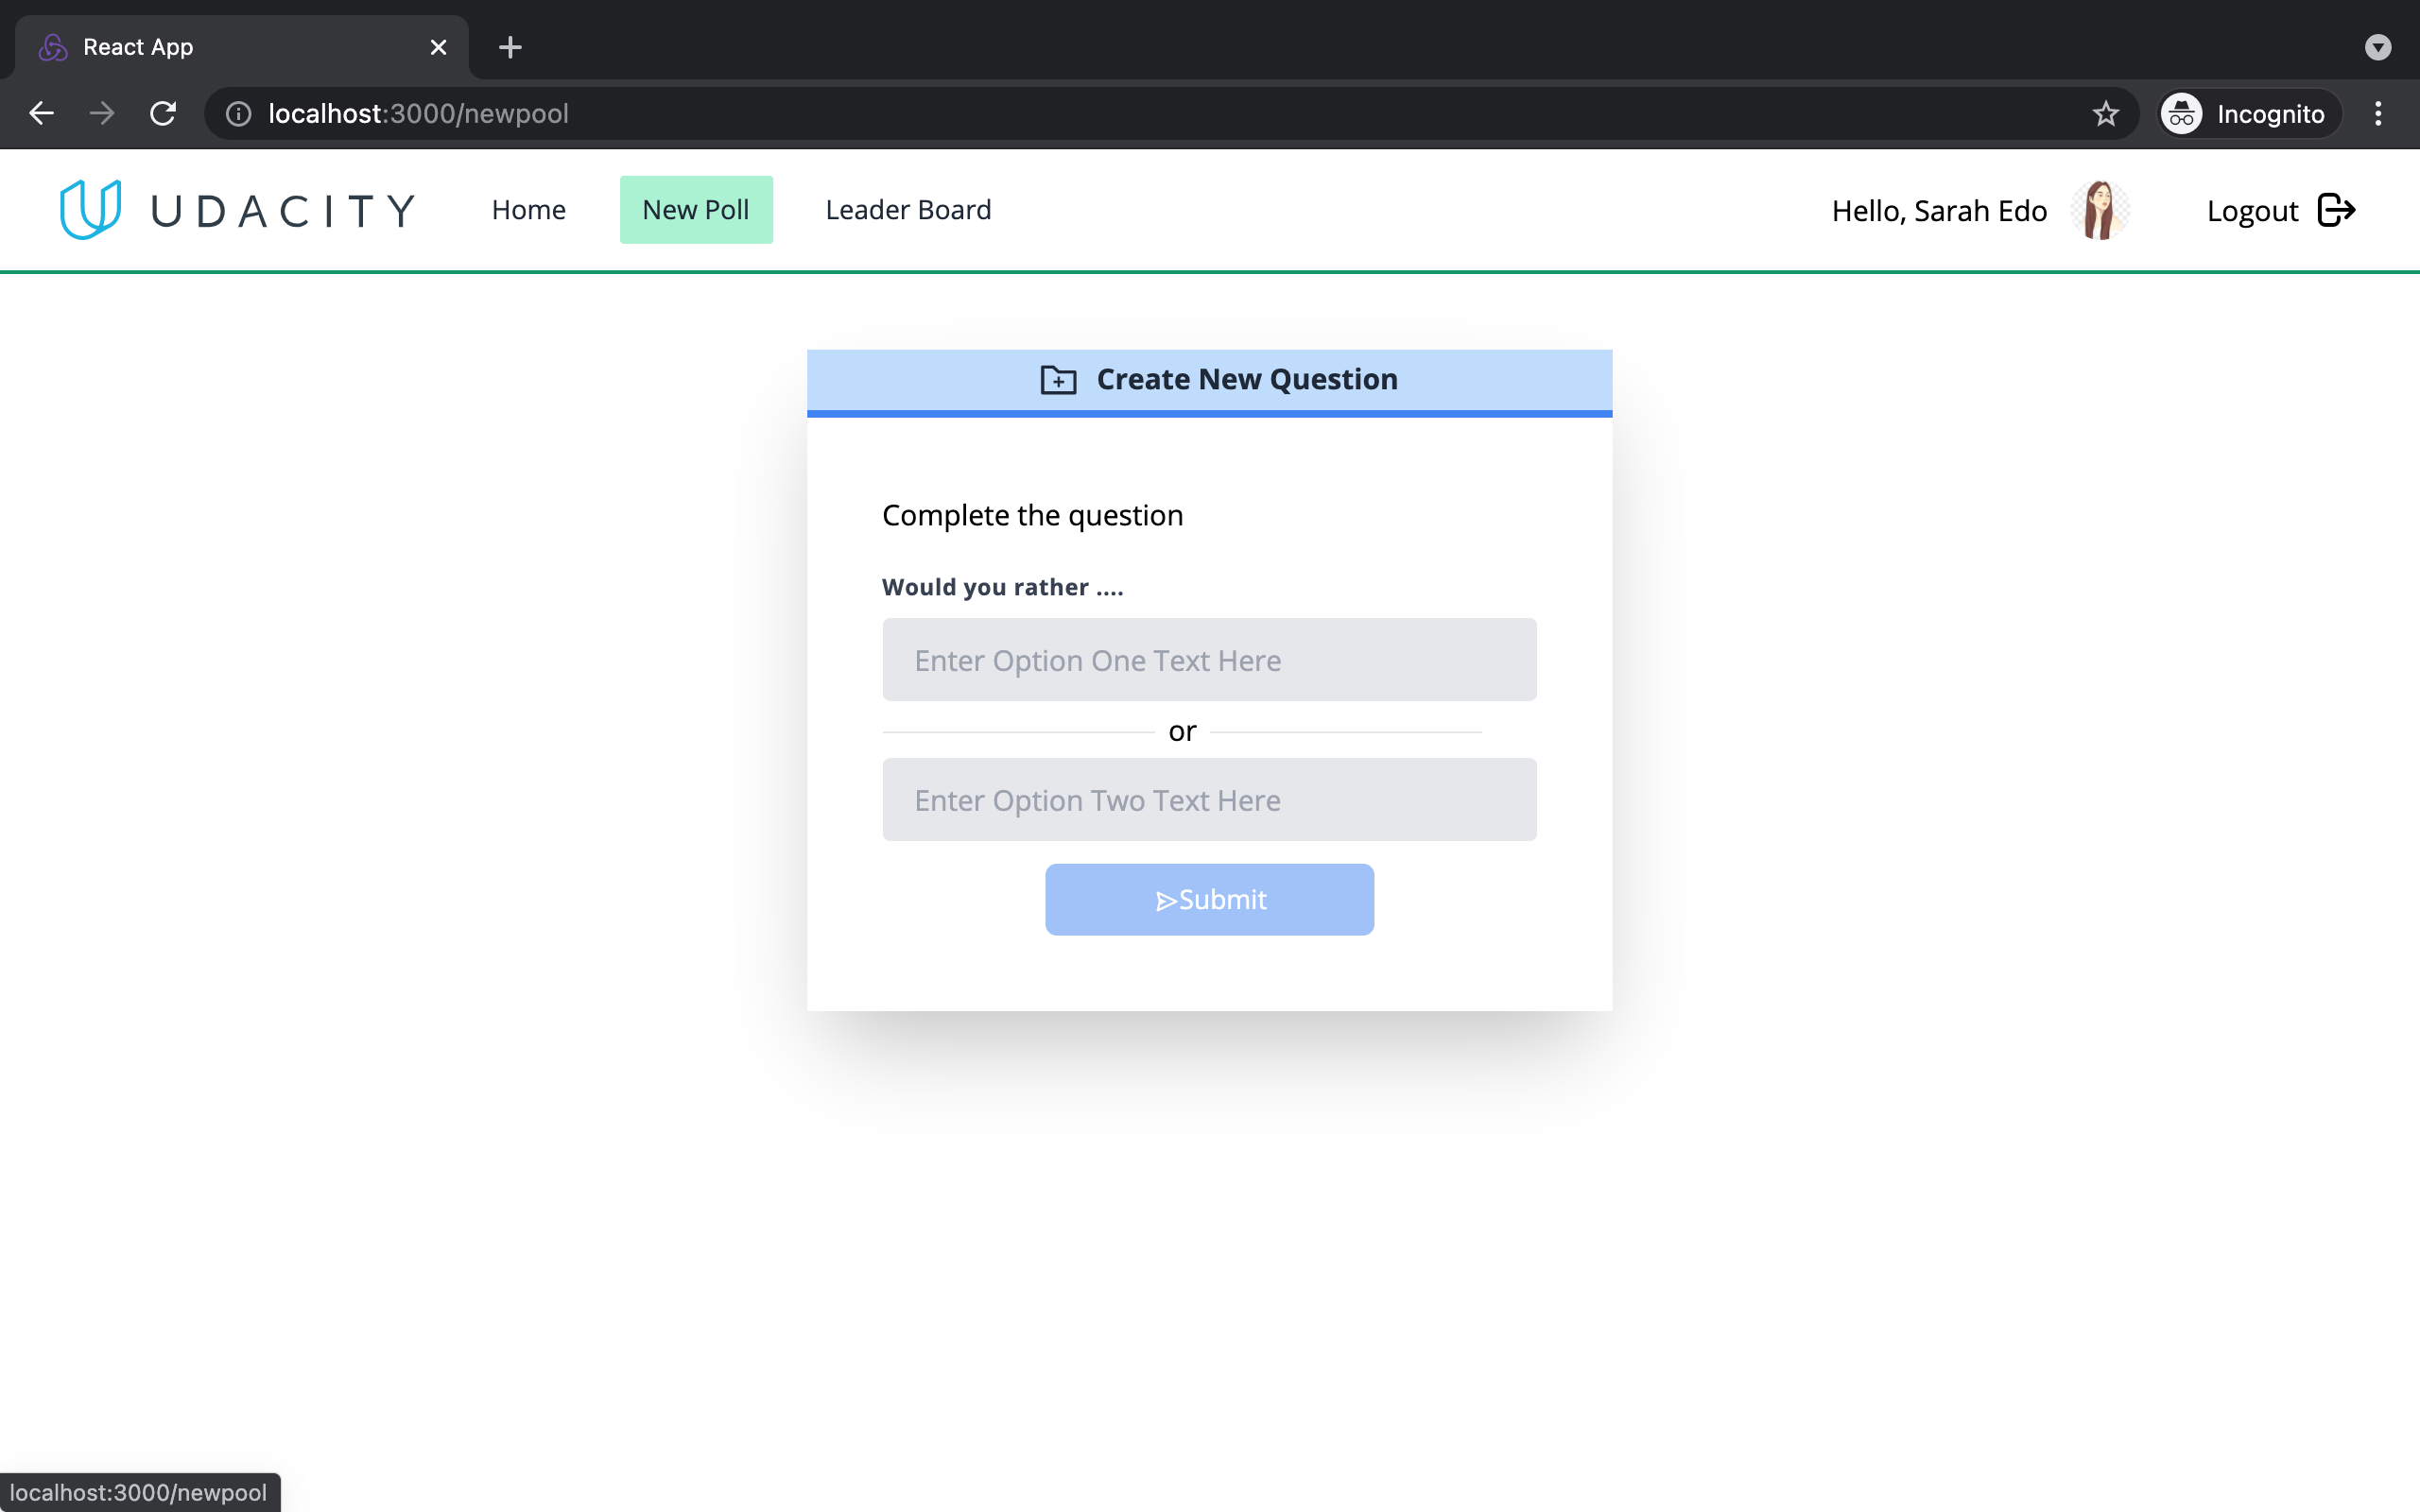 React App
localhost:3000/newpool
Incognito
UDACITY Home New Poll Leader Board Hello, Sarah Edo Logout
Create New Question
Complete the question
Would you rather ....
Enter Option One Text Here
or
Enter Option Two Text Here
Submit
localhost:3000/newpool